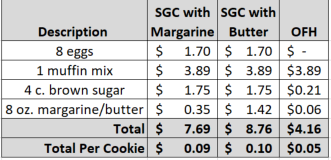 SGC with SGC with
Description Margarine Butter OFH
8 eggs $ 1.70 $ 1.70 $ -
1 muffin mix $ 3.89 $ 3.89 $3.89
4 c. brown sugar $ 1.75 $ 1.75 $0.21
8 oz. margarine/butter $ 0.35 $ 1.42 $0.06
Total $ 7.69 $ 8.76 $4.16
Total Per Cookie $ 0.09 $ 0.10 $0.05